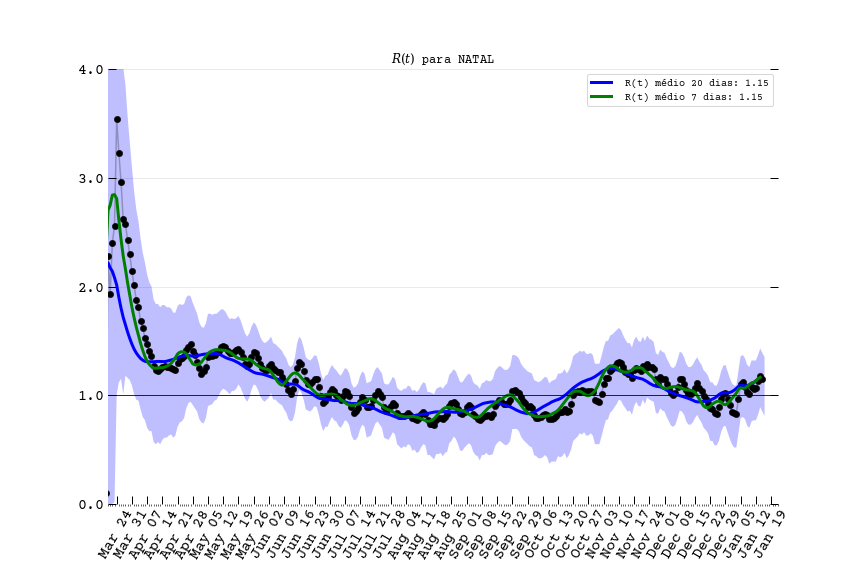 R(t) para NATAL
4.0
R(t) médio 20 dias: 1.15
R(t) médio 7 dias: 1.15
3.0
2.0
1.0
0.0
Mar 24
Mar 31
Apr 07
Apr 14
Apr 21
Apr 28
May 05
May 12
May 19
May 26
Jun 02
Jun 09
Jun 16
Jun 23
Jun 30
Jul 07
Jul 14
Jul 21
Jul 28
Aug 04
Aug 11
Aug 18
Aug 25
Sep 01
Sep 08
Sep 15
Sep 22
Sep 29
Oct 06
Oct 13
Oct 20
Oct 27
Nov 03
Nov 10
Nov 17
Nov 24
Dec 01
Dec 08
Dec 15
Dec 22
Dec 29
Jan 05
Jan 12
Jan 19